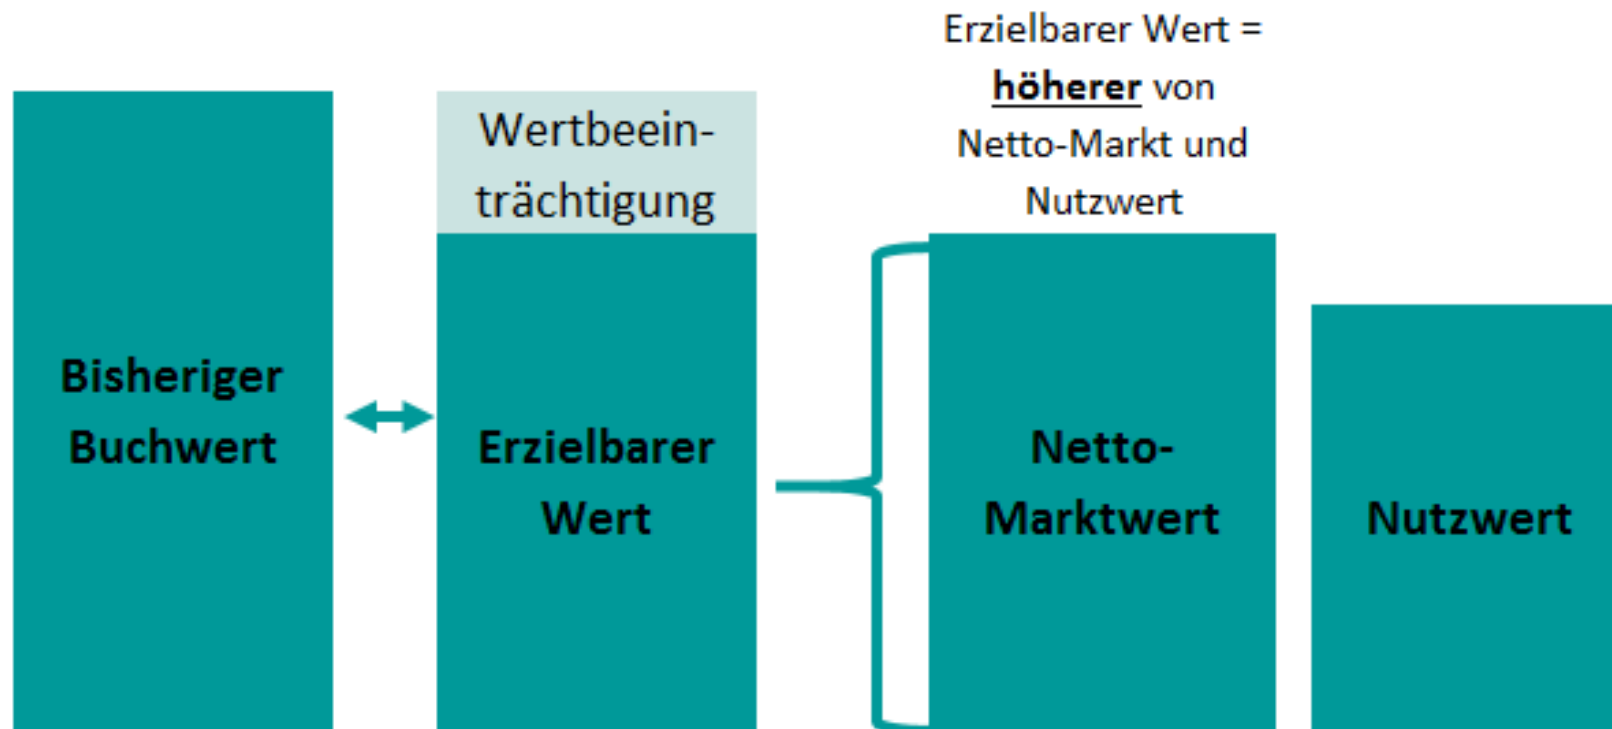 Erzielbarer Wert =
höherer von
Netto-Markt und
Nutzwert
Wertbeein-
trächtigung
Bisheriger
Buchwert
Erzielbarer
Wert
Netto-
Marktwert
Nutzwert